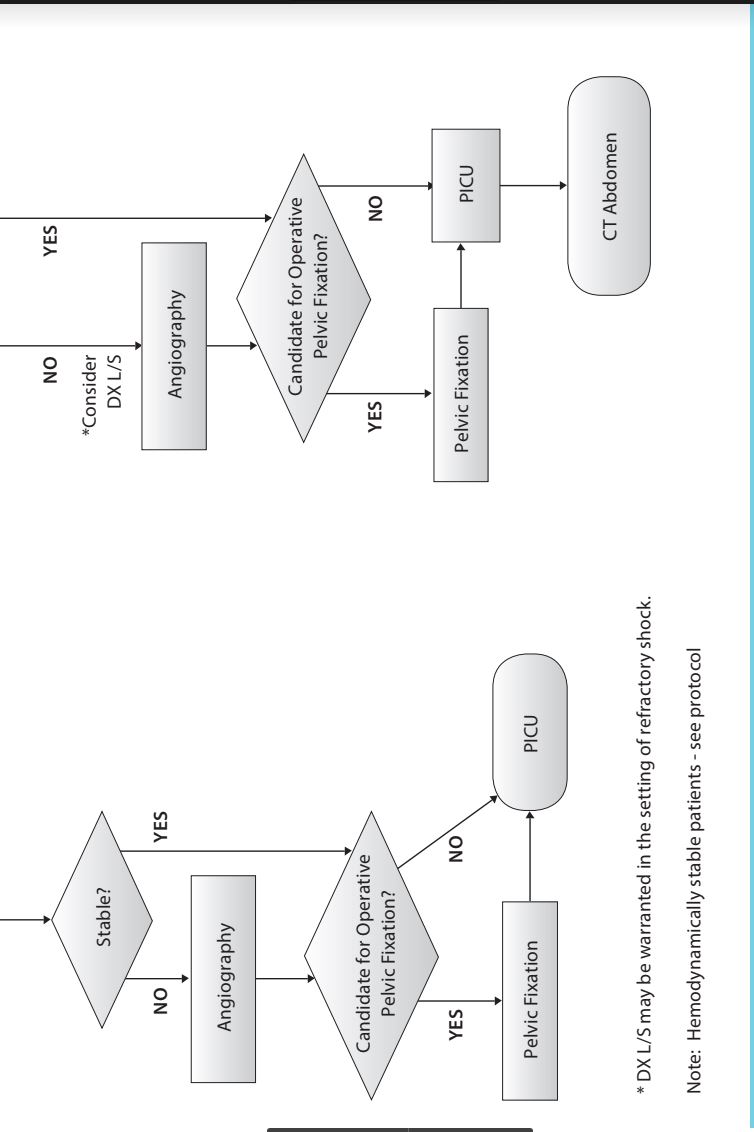 Stable?
NO
YES
Angiography
Candidate for Operative
Pelvic Fixation?
YES
NO
Pelvic Fixation
PICU
NO
YES
*Consider
DX L/S
Angiography
Candidate for Operative
Pelvic Fixation?
YES
NO
Pelvic Fixation
PICU
CT Abdomen
* DX L/S may be warranted in the setting of refractory shock.
Note:  Hemodynamically stable patients - see protocol